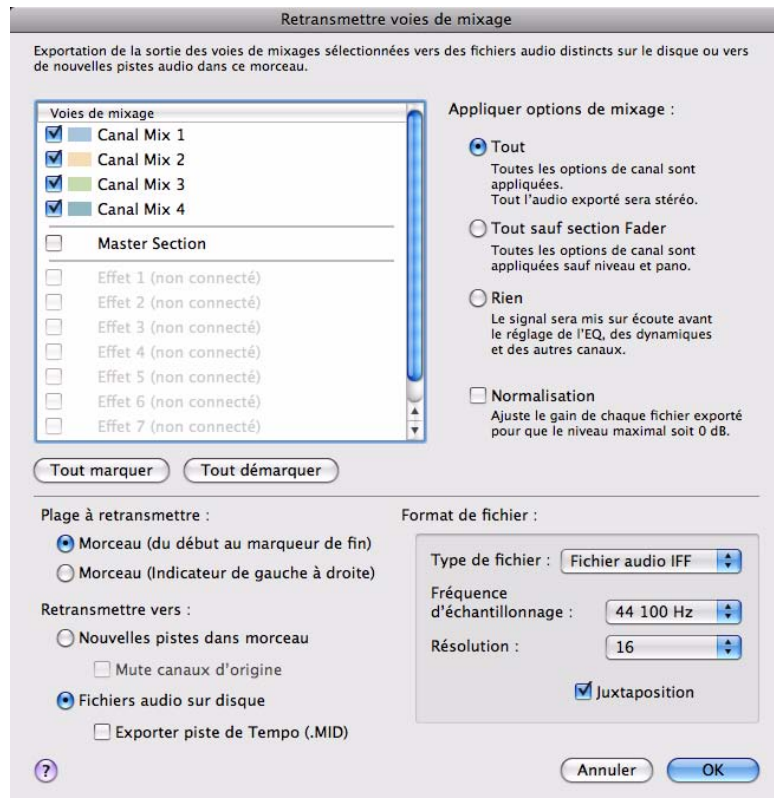 Retransmettre voies de mixage
Exportation de la sortie des voies de mixages sélectionnées vers des fichiers audio distincts sur le disque ou vers
de nouvelles pistes audio dans ce morceau.
Voies de mixage
Canal Mix 1
Canal Mix 2
Canal Mix 3
Canal Mix 4
Master Section
Effet 1 (non connecté)
Effet 2 (non connecté)
Effet 3 (non connecté)
Effet 4 (non connecté)
Effet 5 (non connecté)
Effet 6 (non connecté)
Effet 7 (non connecté)
Tout marquer
Tout démarquer
Appliquer options de mixage :
Tout
Toutes les options de canal sont
appliquées.
Tout l'audio exporté sera stéréo.
Tout sauf section Fader
Toutes les options de canal sont
appliquées sauf niveau et pano.
Rien
Le signal sera mis sur écoute avant
le réglage de l'EQ, des dynamiques
et des autres canaux.
Normalisation
Ajuste le gain de chaque fichier exporté
pour que le niveau maximal soit 0 dB.
Plage à retransmettre :
Morceau (du début au marqueur de fin)
Morceau (Indicateur de gauche à droite)
Retransmettre vers :
Nouvelles pistes dans morceau
Mute canaux d'origine
Fichiers audio sur disque
Exporter piste de Tempo (.MID)
Format de fichier :
Type de fichier : Fichier audio IFF
Fréquence
d'échantillonnage : 44 100 Hz
Résolution : 16
Juxtaposition
?
Annuler
OK